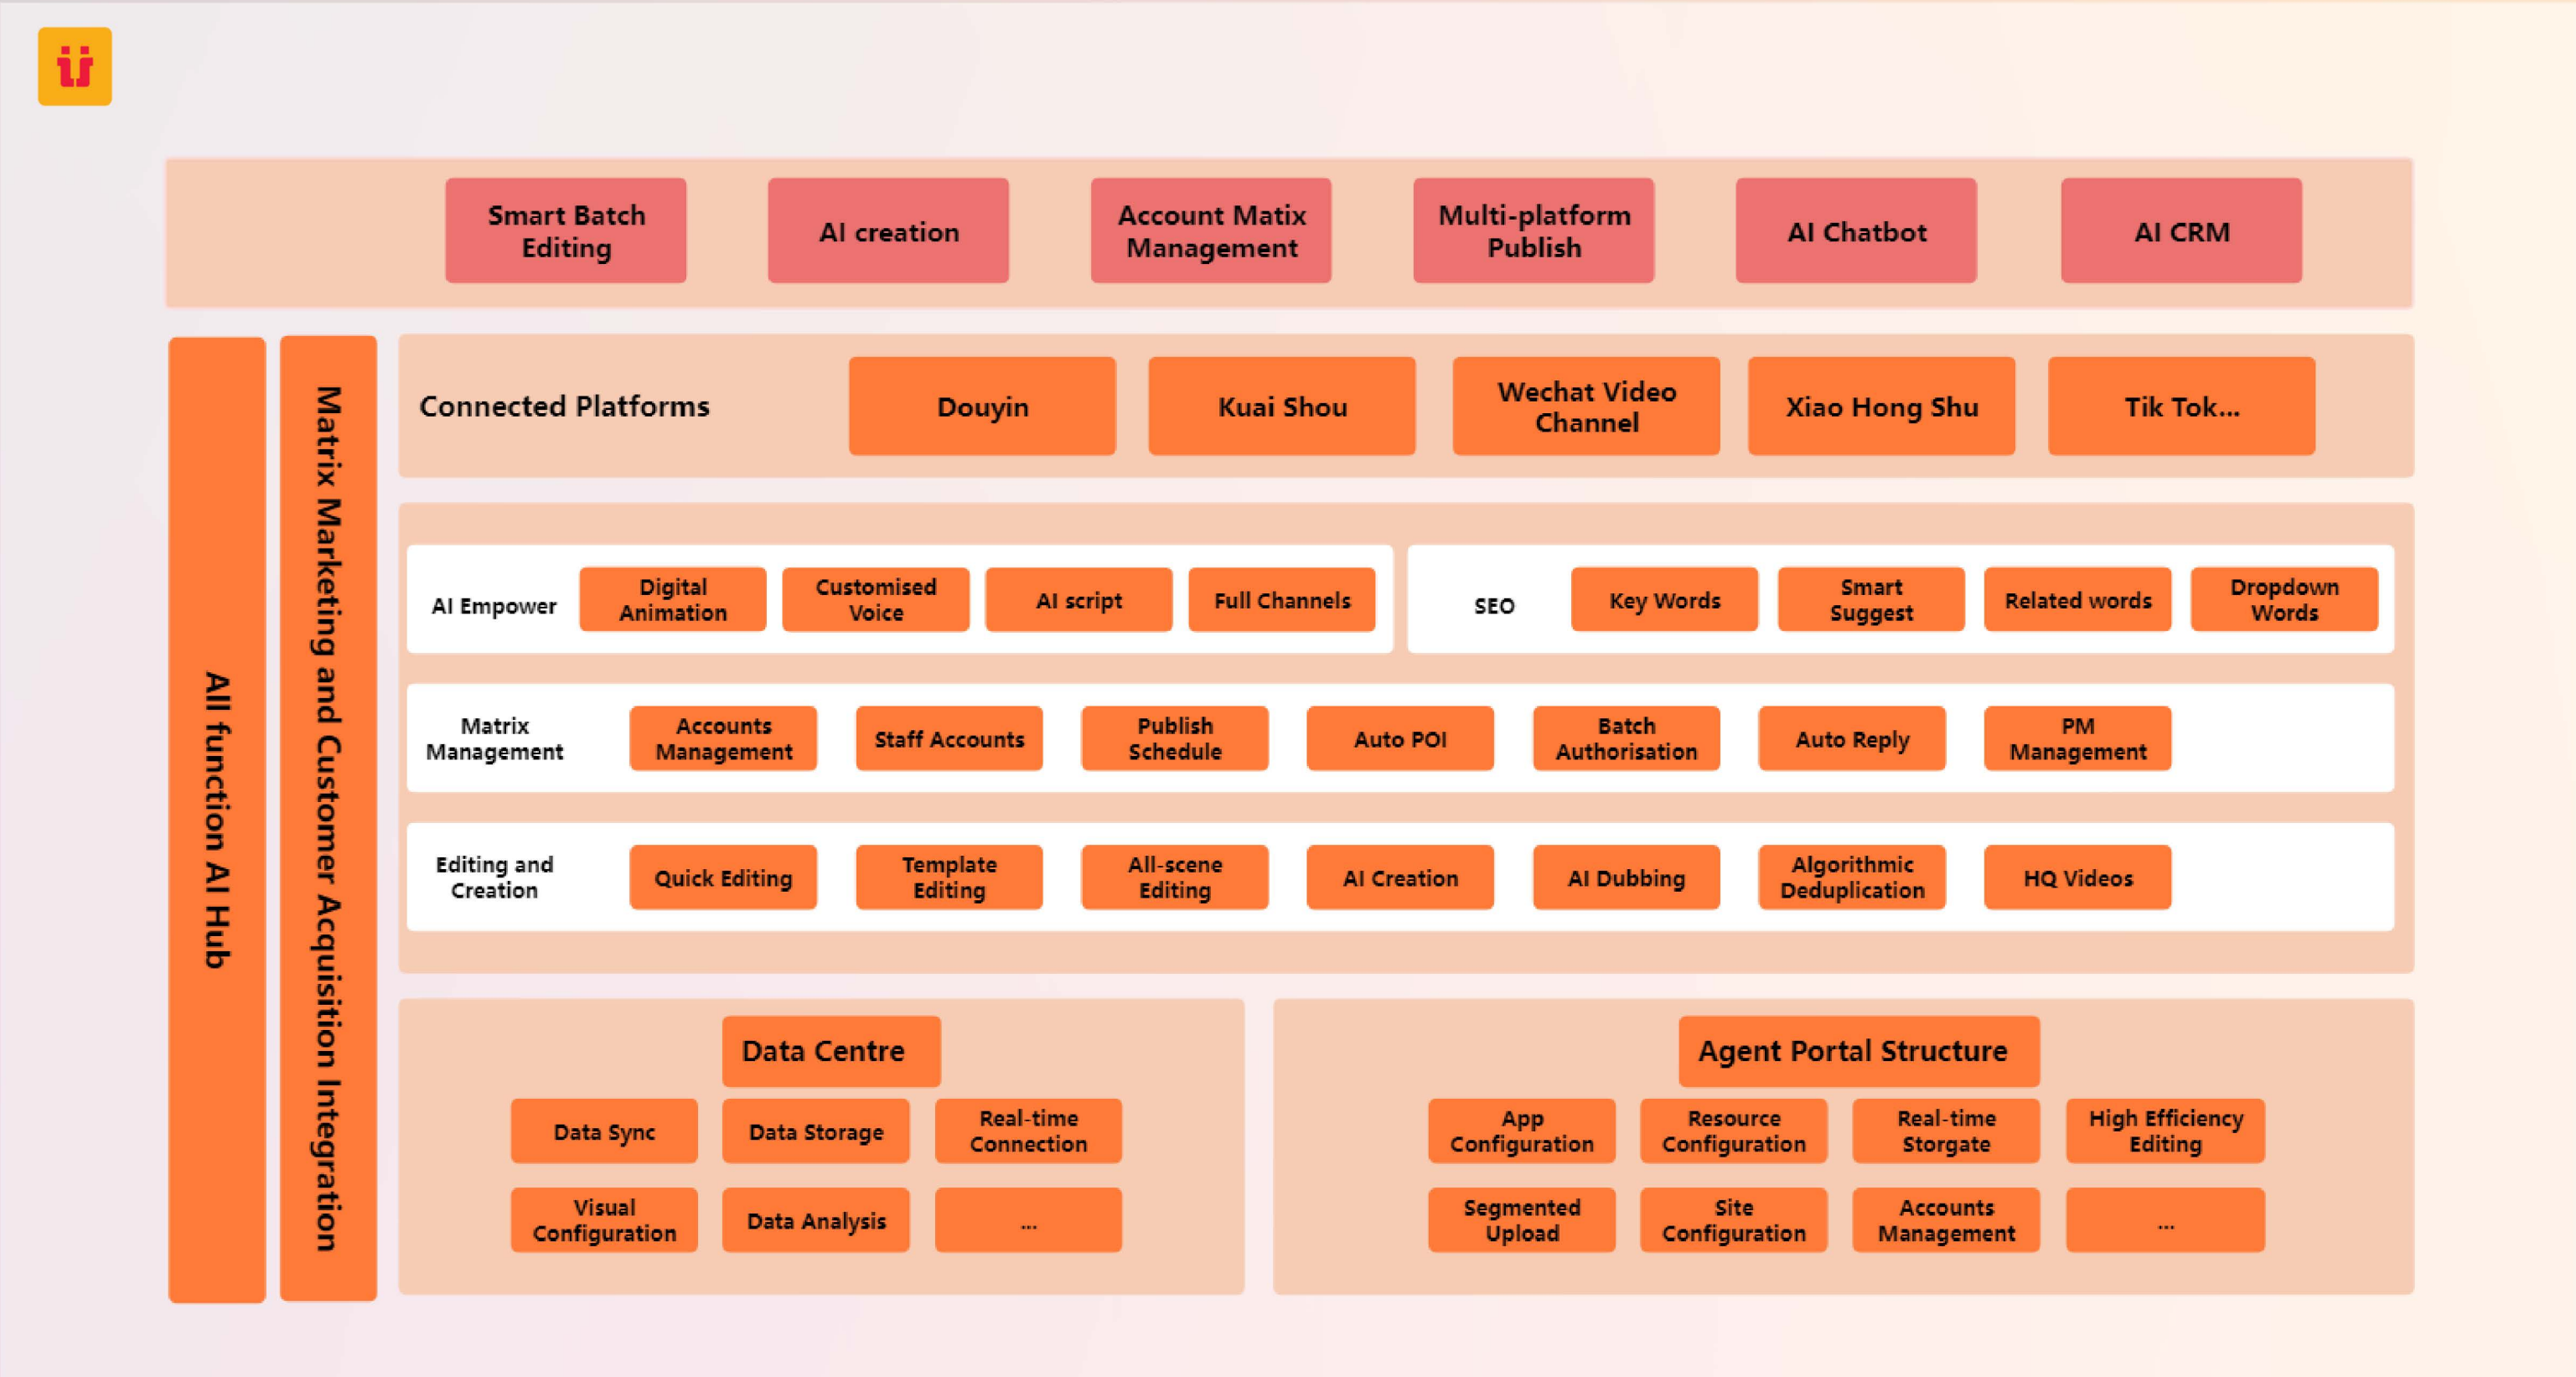 Smart Batch
Editing
AI creation
Account Matix
Management
Multi-platform
Publish
AI Chatbot
AI CRM
All function AI Hub
Matrix Marketing and Customer Acquisition Integration
Connected Platforms
Douyin
Kuai Shou
Wechat Video
Channel
Xiao Hong Shu
Tik Tok...
AI Empower
Digital
Animation
Customised
Voice
AI script
Full Channels
SEO
Key Words
Smart
Suggest
Related words
Dropdown
Words
Matrix
Management
Accounts
Management
Staff Accounts
Publish
Schedule
Auto POI
Batch
Authorisation
Auto Reply
PM
Management
Editing and
Creation
Quick Editing
Template
Editing
All-scene
Editing
AI Creation
AI Dubbing
Algorithmic
Deduplication
HQ Videos
Data Centre
Data Sync
Data Storage
Real-time
Connection
Visual
Configuration
Data Analysis
...
Agent Portal Structure
App
Configuration
Resource
Configuration
Real-time
Storgate
High Efficiency
Editing
Segmented
Upload
Site
Configuration
Accounts
Management
...